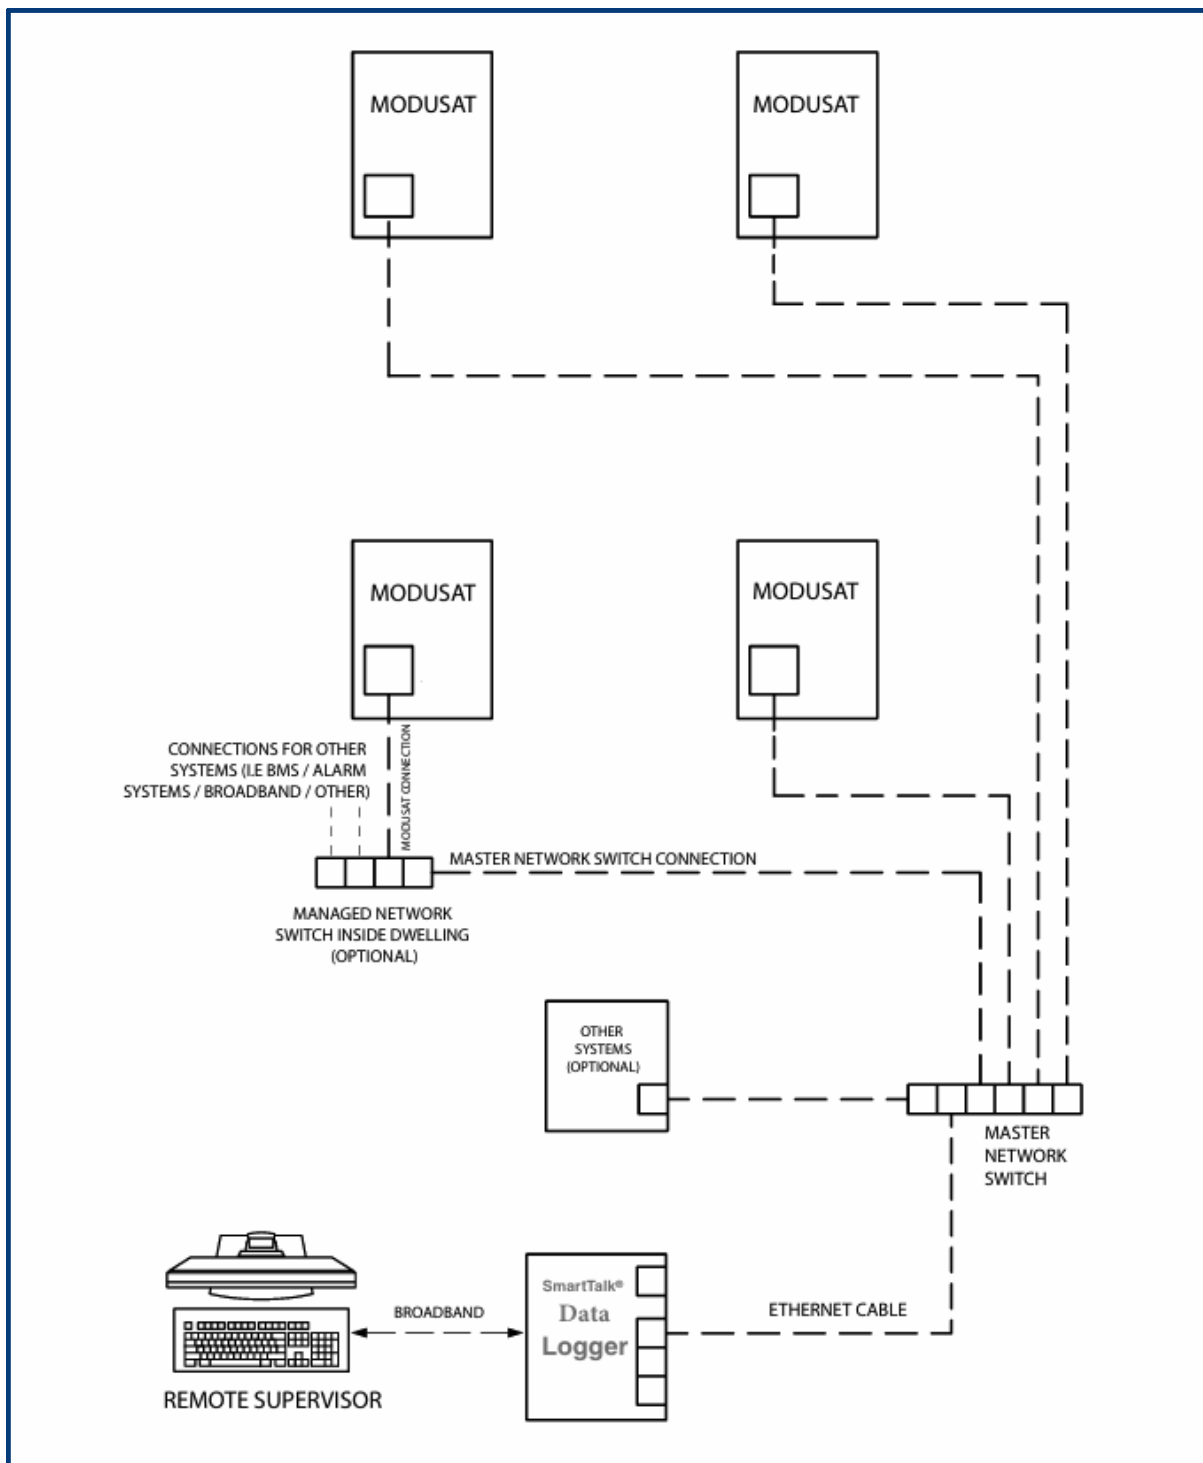 MODUSAT
MODUSAT
MODUSAT
MODUSAT
CONNECTIONS FOR OTHER
SYSTEMS (I.E BMS / ALARM
SYSTEMS / BROADBAND / OTHER)
MODUSAT CONNECTION
MASTER NETWORK SWITCH CONNECTION
MANAGED NETWORK
SWITCH INSIDE DWELLING
(OPTIONAL)
OTHER
SYSTEMS
(OPTIONAL)
MASTER
NETWORK
SWITCH
SmartTalk®
Data
Logger
BROADBAND
ETHERNET CABLE
REMOTE SUPERVISOR